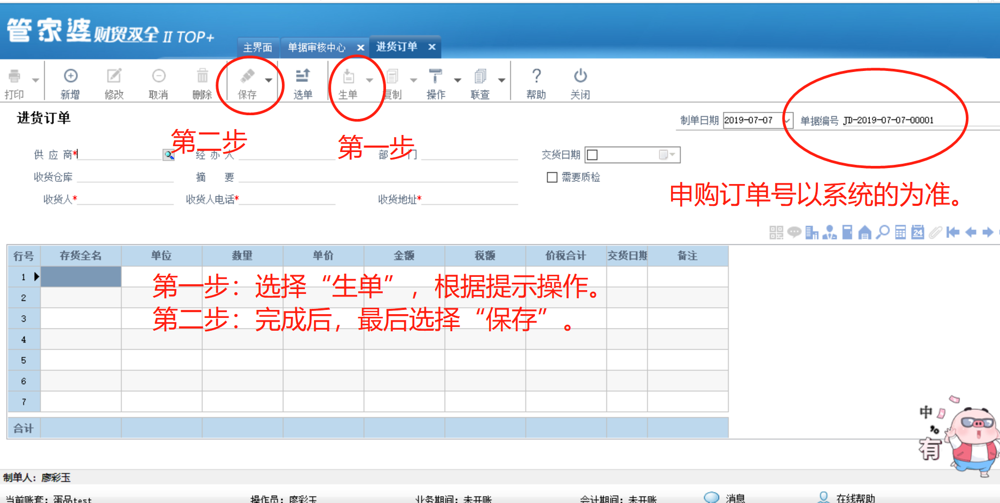 管家婆 财贸双全 II TOP+
主界面 单据审核中心 × 进货订单 ×
打印 新增 修改 取消 删除 保存 选单 生单 复制 操作 联查 ? 帮助 关闭
进货订单
制单日期 2019-07-07 单据编号 JD-2019-07-07-00001
第二步 第一步
供应商* 经办人 部门 交货日期
收货仓库 摘要 需要质检
申购订单号以系统的为准。
收货人* 收货人电话* 收货地址*
24
行号 存货全名 单位 数量 单价 金额 税额 价税合计 交货日期 备注
1
第一步：选择“生单”，根据提示操作。
2
3
第二步：完成后，最后选择“保存”。
4
5
6
7
合计
中
有
制单人：廖彩玉
当前账套：蛋品test 操作员：廖彩玉 业务期间：未开账 会计期间：未开账 消息 在线帮助